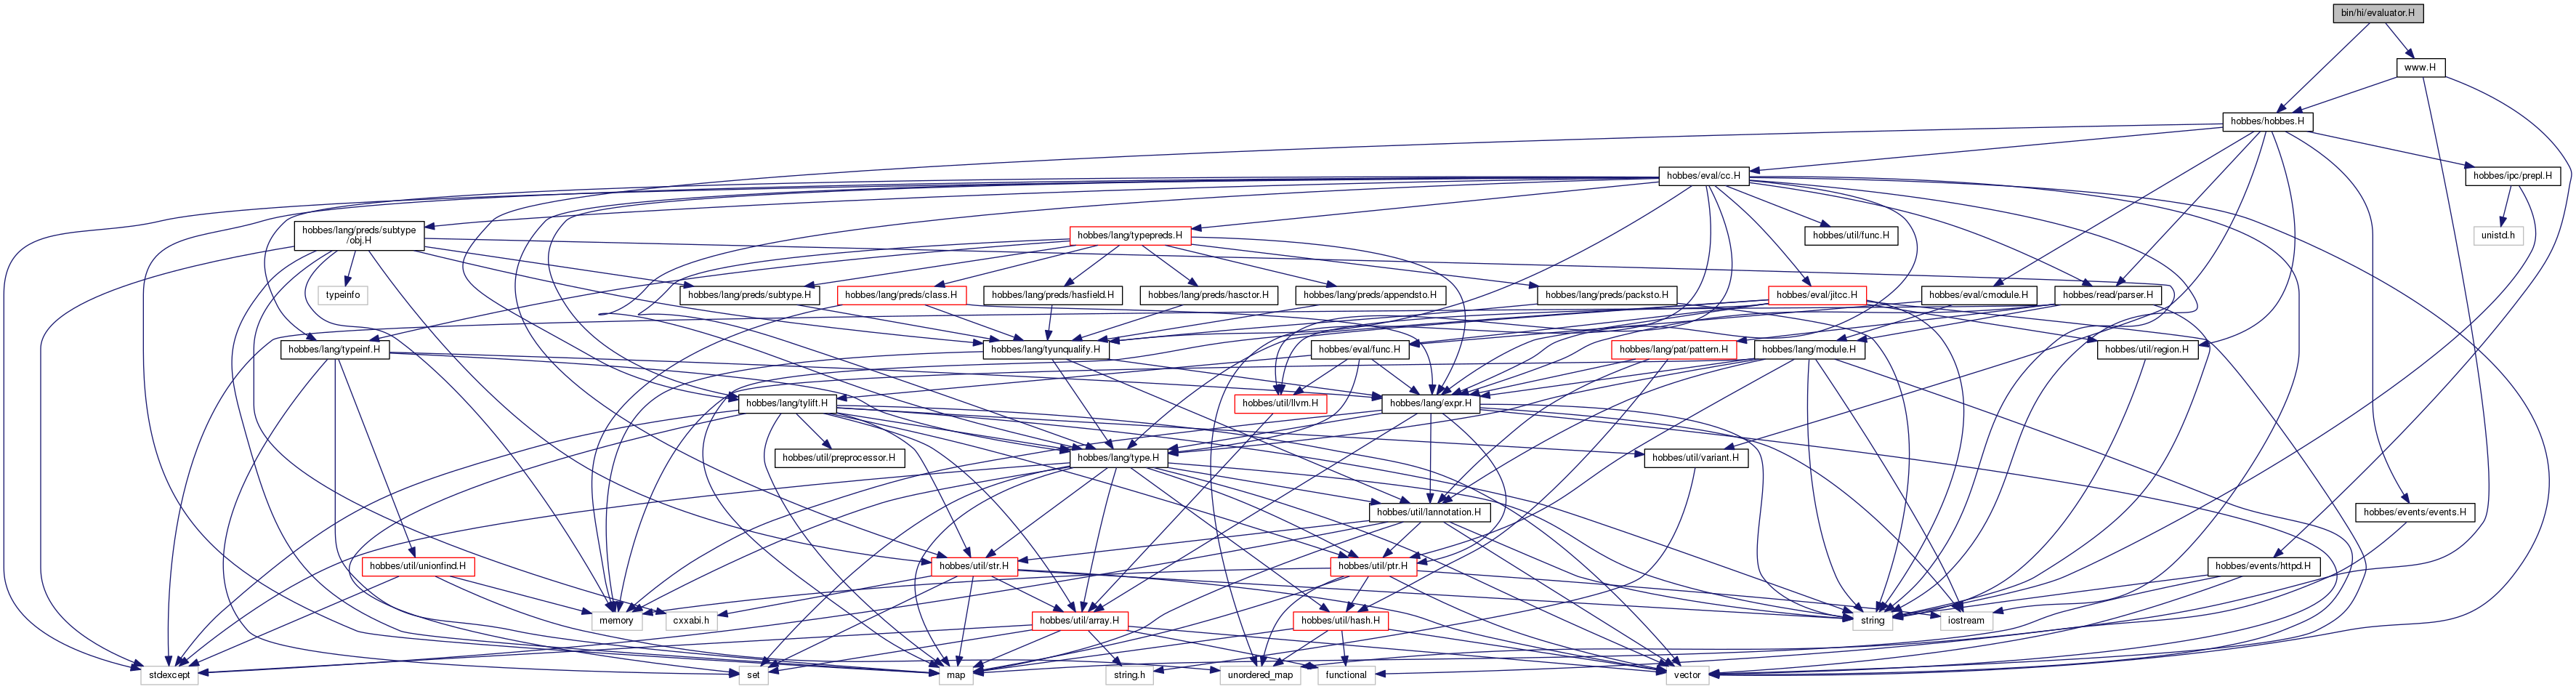 bin/hi/evaluator.H
www.H
hobbes/hobbes.H
hobbes/eval/cc.H
hobbes/ipc/prepl.H
hobbes/lang/preds/subtype
/obj.H
hobbes/lang/typepreds.H
hobbes/util/func.H
unistd.h
typeinfo
hobbes/lang/preds/subtype.H
hobbes/lang/preds/class.H
hobbes/lang/preds/hasfield.H
hobbes/lang/preds/hasctor.H
hobbes/lang/preds/appendsto.H
hobbes/lang/preds/packsto.H
hobbes/eval/jitcc.H
hobbes/eval/cmodule.H
hobbes/read/parser.H
hobbes/lang/typeinf.H
hobbes/lang/tyunqualify.H
hobbes/eval/func.H
hobbes/lang/pat/pattern.H
hobbes/lang/module.H
hobbes/util/region.H
hobbes/lang/tylift.H
hobbes/util/llvm.H
hobbes/lang/expr.H
hobbes/util/preprocessor.H
hobbes/lang/type.H
hobbes/util/variant.H
hobbes/util/lannotation.H
hobbes/events/events.H
hobbes/util/unionfind.H
hobbes/util/str.H
hobbes/util/ptr.H
hobbes/events/httpd.H
memory
cxxabi.h
hobbes/util/array.H
hobbes/util/hash.H
string
iostream
stdexcept
set
map
string.h
unordered_map
functional
vector